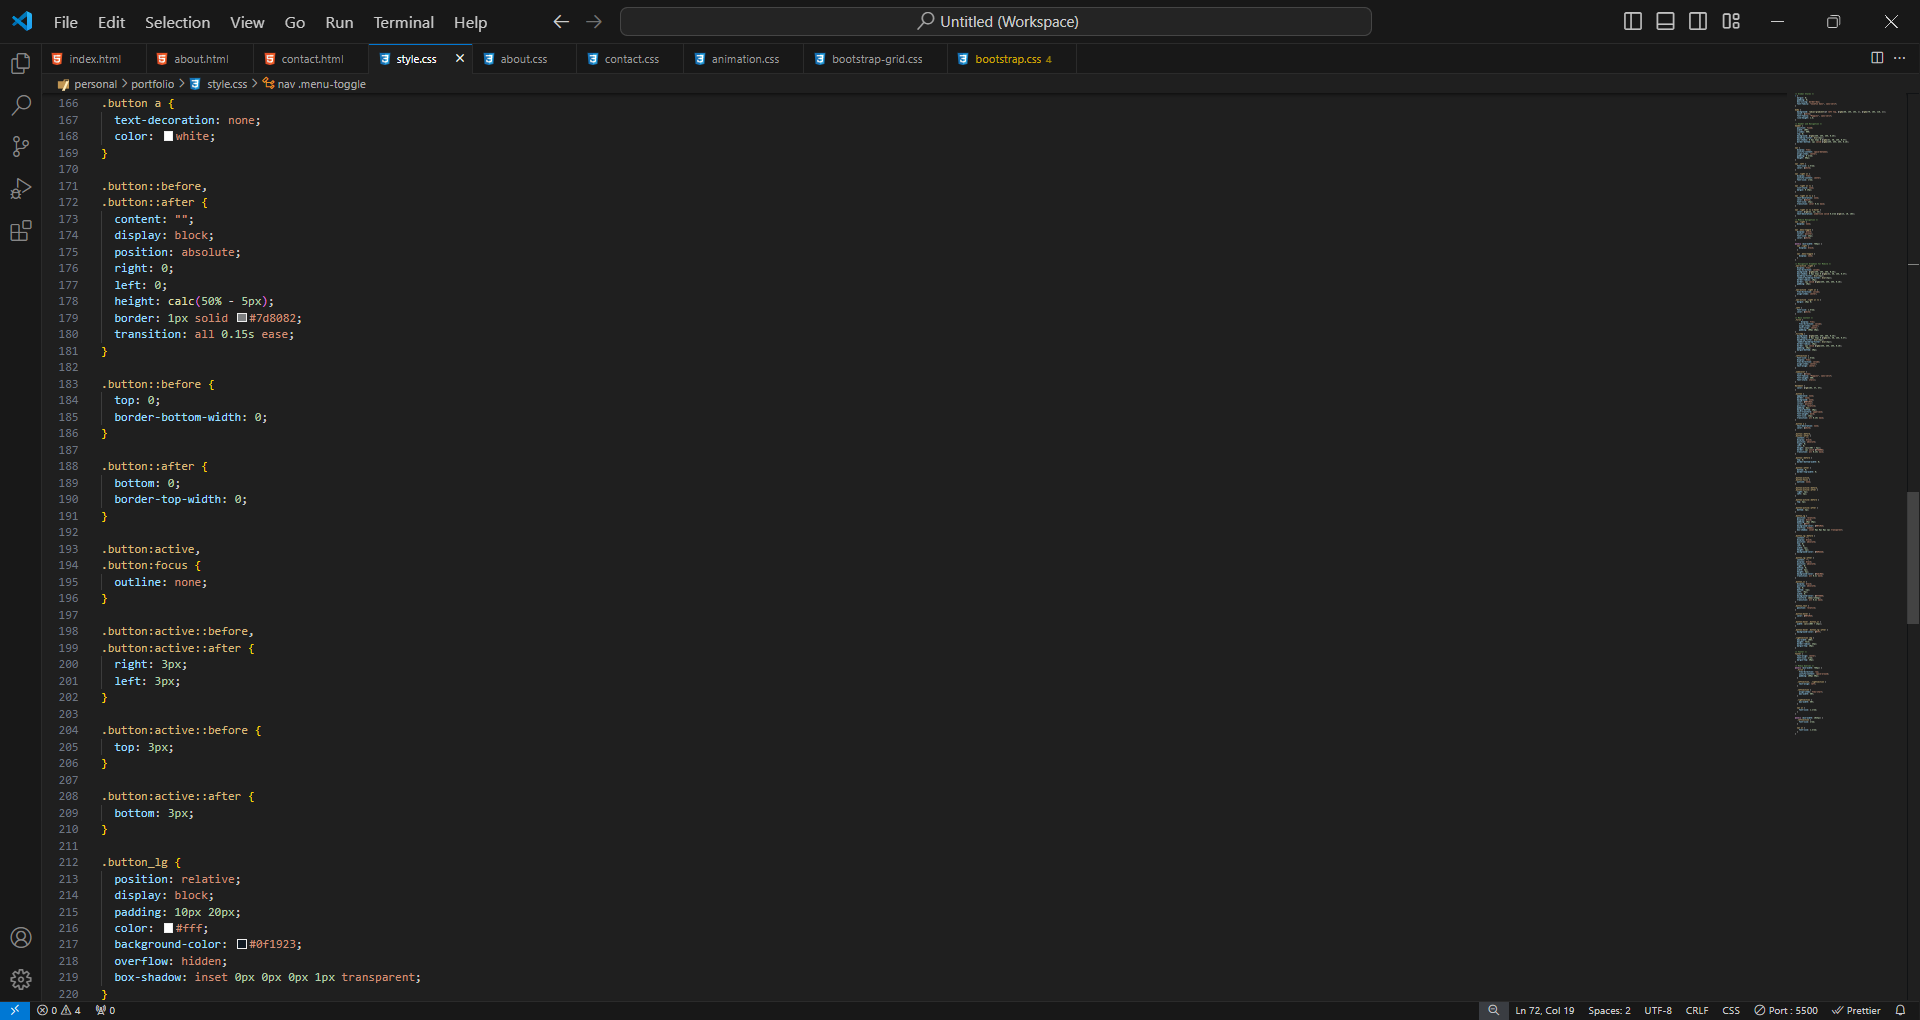 File Edit Selection View Go Run Terminal Help Untitled (Workspace)
index.html about.html contact.html style.css about.css contact.css animation.css bootstrap-grid.css bootstrap.css 4
personal > portfolio > style.css > nav .menu-toggle
166 .button a {
167 text-decoration: none;
168 color: white;
169 }
170
171 .button::before,
172 .button::after {
173 content: "";
174 display: block;
175 position: absolute;
176 right: 0;
177 left: 0;
178 height: calc(50% - 5px);
179 border: 1px solid #7d8082;
180 transition: all 0.15s ease;
181 }
182
183 .button::before {
184 top: 0;
185 border-bottom-width: 0;
186 }
187
188 .button::after {
189 bottom: 0;
190 border-top-width: 0;
191 }
192
193 .button:active,
194 .button:focus {
195 outline: none;
196 }
197
198 .button:active::before,
199 .button:active::after {
200 right: 3px;
201 left: 3px;
202 }
203
204 .button:active::before {
205 top: 3px;
206 }
207
208 .button:active::after {
209 bottom: 3px;
210 }
211
212 .button_lg {
213 position: relative;
214 display: block;
215 padding: 10px 20px;
216 color: #fff;
217 background-color: #0f1923;
218 overflow: hidden;
219 box-shadow: inset 0px 0px 0px 1px transparent;
220 }
0 4 0 Ln 72, Col 19 Spaces: 2 UTF-8 CRLF CSS Port : 5500 Prettier